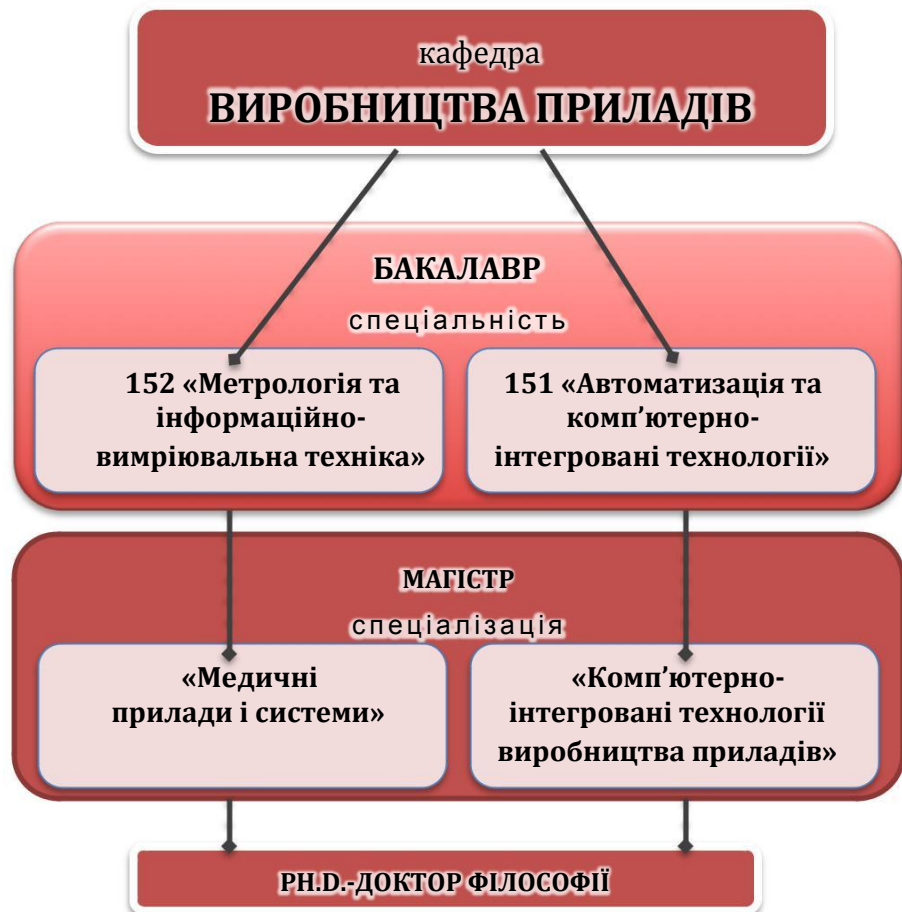 кафедра
ВИРОБНИЦТВА ПРИЛАДІВ
БАКАЛАВР
спеціальність
152 «Метрологія та
інформаційно-
вимріювальна техніка»
151 «Автоматизація та
комп’ютерно-
інтегровані технології»
МАГІСТР
спеціалізація
«Медичні
прилади і системи»
«Комп’ютерно-
інтегровані технології
виробництва приладів»
PH.D.-ДОКТОР ФІЛОСОФІЇ